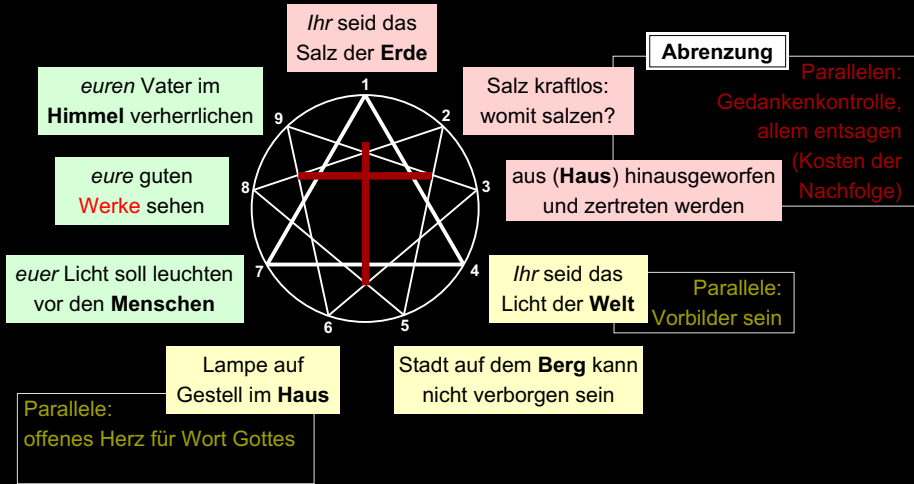 Ihr seid das
Salz der Erde
Abrenzung
Parallelen:
Gedankenkontrolle,
allem entsagen
(Kosten der
Nachfolge)
euren Vater im
Himmel verherrlichen
Salz kraftlos:
womit salzen?
eure guten
Werke sehen
aus (Haus) hinausgeworfen
und zertreten werden
euer Licht soll leuchten
vor den Menschen
Ihr seid das
Licht der Welt
Parallele:
Vorbilder sein
Lampe auf
Gestell im Haus
Stadt auf dem Berg kann
nicht verborgen sein
Parallele:
offenes Herz für Wort Gottes
1
2
3
4
5
6
7
8
9